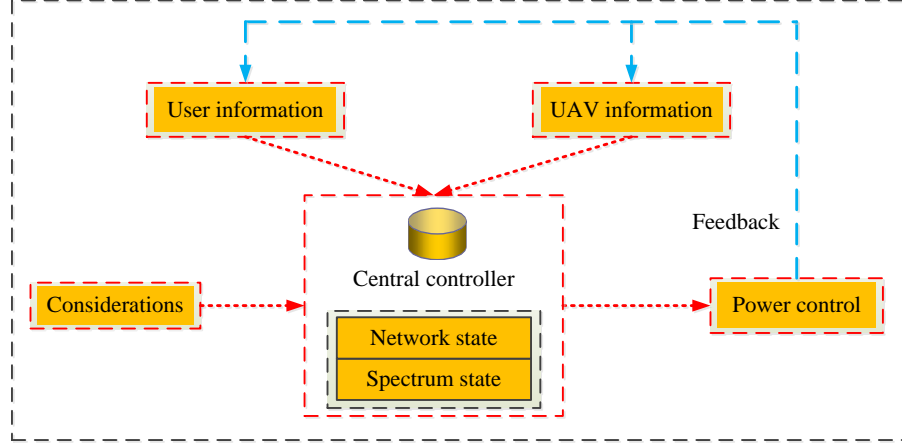 User information
UAV information
Feedback
Central controller
Considerations
Power control
Network state
Spectrum state